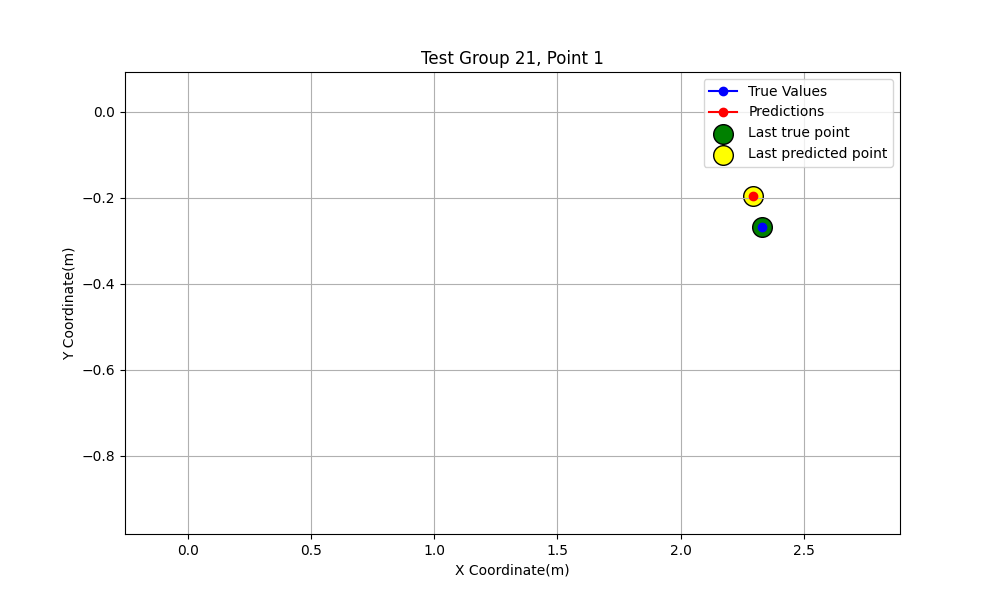 Test Group 21, Point 1
True Values
Predictions
Last true point
Last predicted point
0.0
−0.2
−0.4
−0.6
−0.8
Y Coordinate(m)
0.0 0.5 1.0 1.5 2.0 2.5
X Coordinate(m)